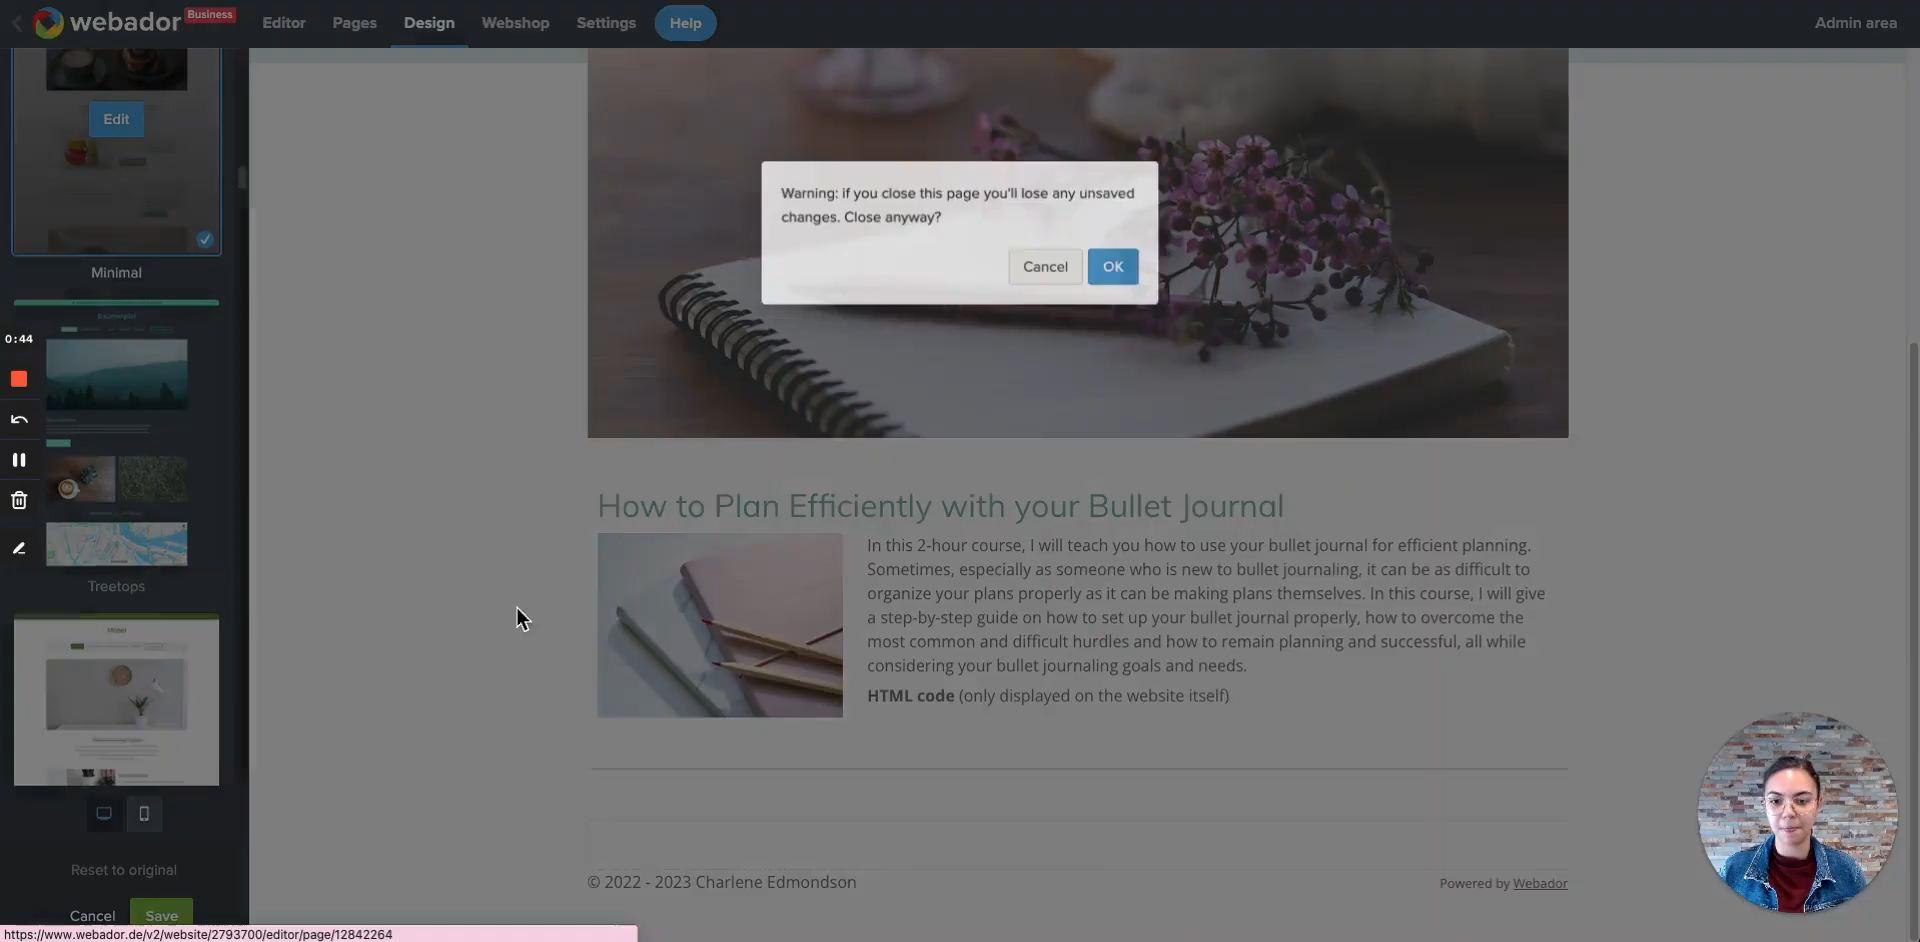 webador Business Editor Pages Design Webshop Settings Help Admin area
Edit
Minimal
Treetops
0:44
Reset to original
Cancel Save
Warning: if you close this page you'll lose any unsaved
changes. Close anyway?
Cancel OK
How to Plan Efficiently with your Bullet Journal
In this 2-hour course, I will teach you how to use your bullet journal for efficient planning.
Sometimes, especially as someone who is new to bullet journaling, it can be as difficult to
organize your plans properly as it can be making plans themselves. In this course, I will give
a step-by-step guide on how to set up your bullet journal properly, how to overcome the
most common and difficult hurdles and how to remain planning and successful, all while
considering your bullet journaling goals and needs.
HTML code (only displayed on the website itself)
© 2022 - 2023 Charlene Edmondson
Powered by Webador
https://www.webador.de/v2/website/2793700/editor/page/12842264